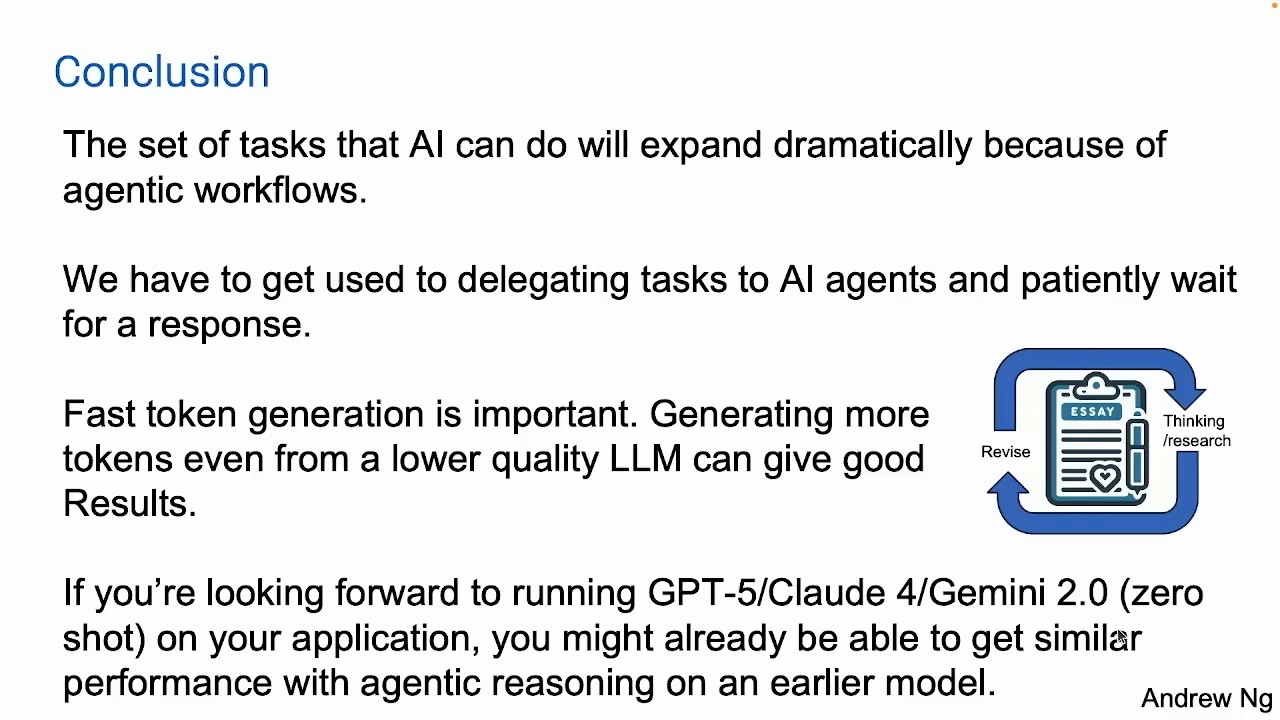 Conclusion
The set of tasks that AI can do will expand dramatically because of
agentic workflows.
We have to get used to delegating tasks to AI agents and patiently wait
for a response.
Fast token generation is important. Generating more
tokens even from a lower quality LLM can give good
Results.
ESSAY
Thinking
/research
Revise
If you’re looking forward to running GPT-5/Claude 4/Gemini 2.0 (zero
shot) on your application, you might already be able to get similar
performance with agentic reasoning on an earlier model.
Andrew Ng